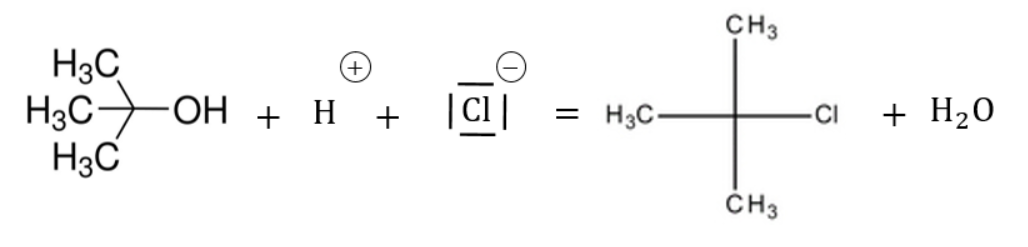 CH₃
H₃C
H₃C OH + H ⊕ + |Cl| ⊖ = H₃C Cl + H₂O
H₃C
CH₃